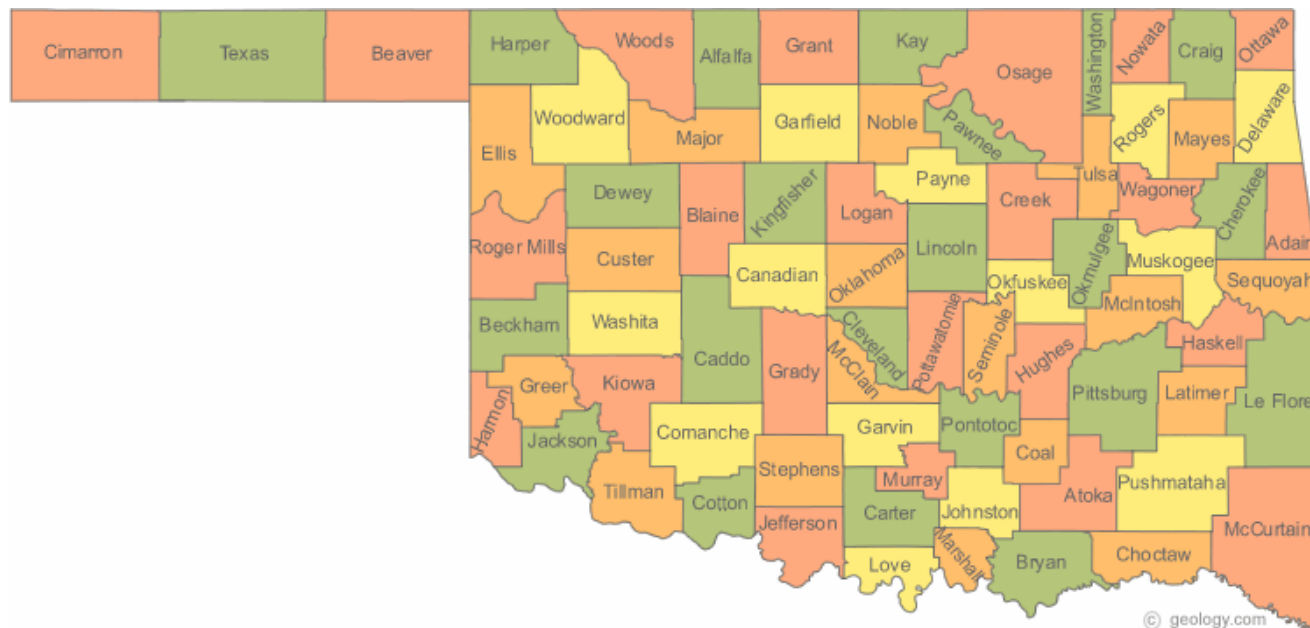 Cimarron
Texas
Beaver
Harper
Woods
Alfalfa
Grant
Kay
Osage
Washington
Nowata
Craig
Ottawa
Ellis
Woodward
Major
Garfield
Noble
Pawnee
Rogers
Mayes
Delaware
Dewey
Blaine
Kingfisher
Logan
Payne
Creek
Tulsa
Wagoner
Cherokee
Adair
Roger Mills
Custer
Canadian
Oklahoma
Lincoln
Okfuskee
Okmulgee
Muskogee
Sequoyah
McIntosh
Beckham
Washita
Caddo
Grady
Cleveland
McClain
Pottawatomie
Seminole
Hughes
Pittsburg
Haskell
Latimer
Le Flore
Harmon
Greer
Kiowa
Jackson
Comanche
Garvin
Pontotoc
Coal
Tillman
Cotton
Stephens
Murray
Johnston
Atoka
Pushmataha
McCurtain
Jefferson
Carter
Love
Marshall
Bryan
Choctaw
© geology.com